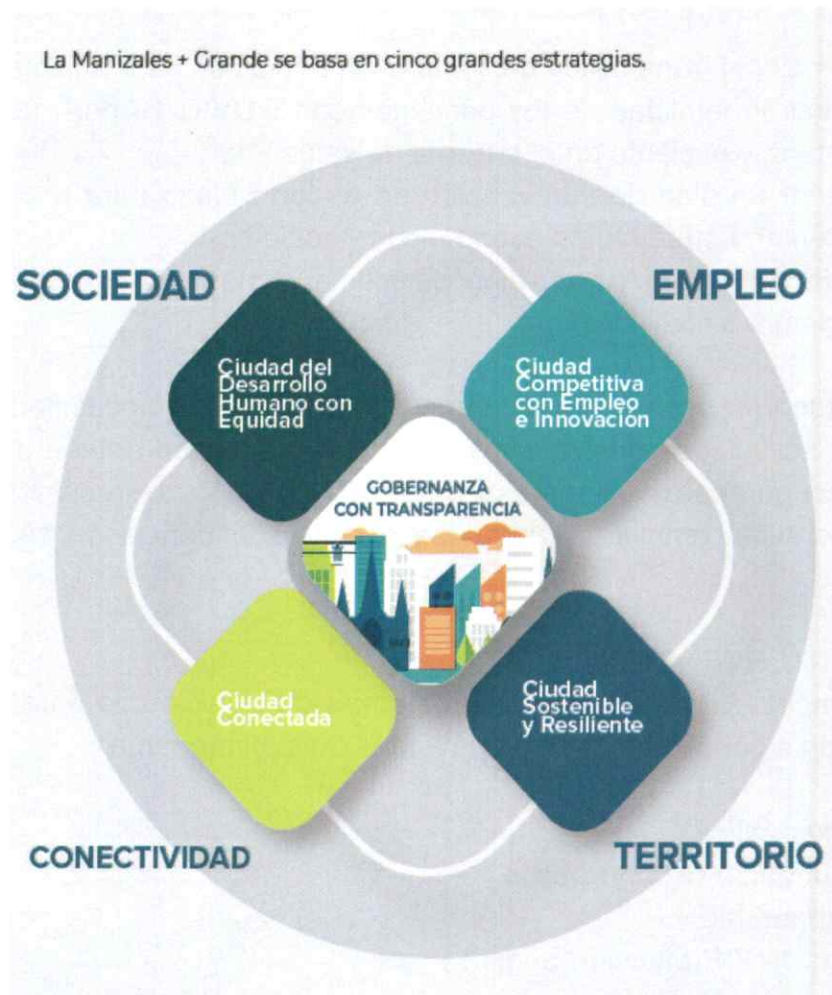 La Manizales + Grande se basa en cinco grandes estrategias.
SOCIEDAD
EMPLEO
Ciudad del
Desarrollo
Humano con
Equidad
Ciudad
Competitiva
con Empleo
e Innovación
GOBERNANZA
CON TRANSPARENCIA
Ciudad
Conectada
Ciudad
Sostenible
y Resiliente
CONECTIVIDAD
TERRITORIO